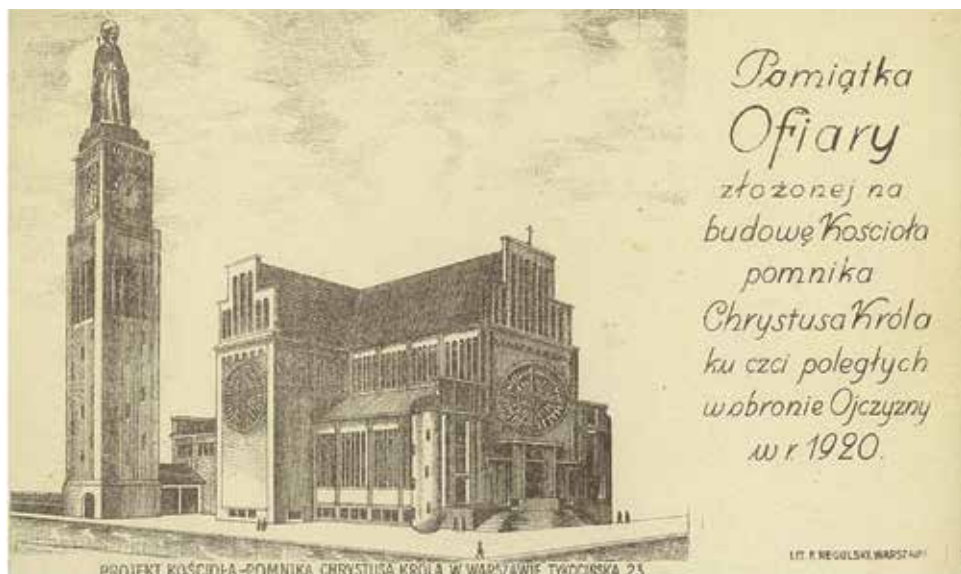 Pamiątka
Ofiary
złożonej na
budowę Kościoła
pomnika
Chrystusa Króla
ku czci poległych
w obronie Ojczyzny
w r. 1920.
LIT. P. REGULSKI, WARSZAWA
PROJEKT KOŚCIOŁA-POMNIKA CHRYSTUSA KRÓLA W WARSZAWIE, TYKOCIŃSKA 23